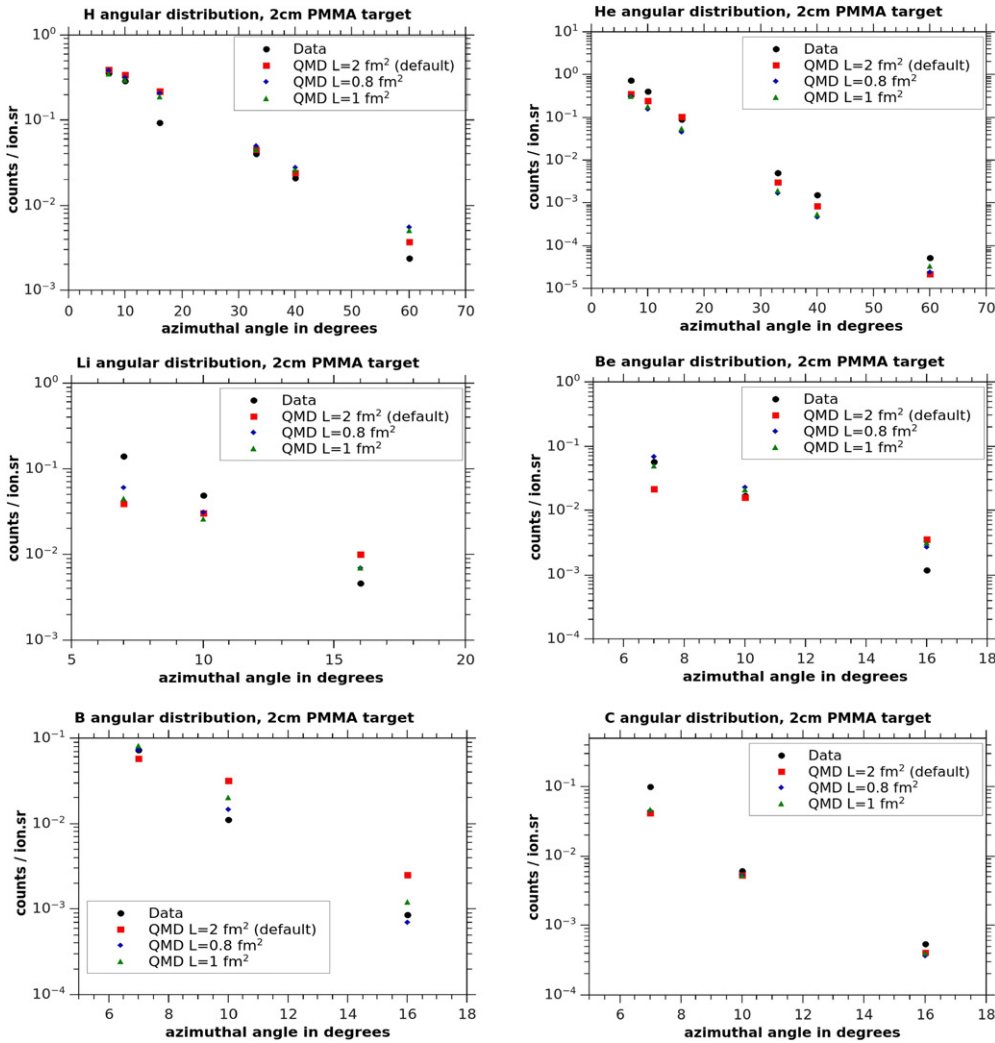 H angular distribution, 2cm PMMA target
10⁰
10⁻¹
10⁻²
10⁻³
counts / ion.sr
Data
QMD L=2 fm² (default)
QMD L=0.8 fm²
QMD L=1 fm²
0 10 20 30 40 50 60 70
azimuthal angle in degrees
He angular distribution, 2cm PMMA target
10¹
10⁰
10⁻¹
10⁻²
10⁻³
10⁻⁴
10⁻⁵
counts / ion.sr
Data
QMD L=2 fm² (default)
QMD L=0.8 fm²
QMD L=1 fm²
0 10 20 30 40 50 60 70
azimuthal angle in degrees
Li angular distribution, 2cm PMMA target
10⁰
10⁻¹
10⁻²
10⁻³
counts / ion.sr
Data
QMD L=2 fm² (default)
QMD L=0.8 fm²
QMD L=1 fm²
5 10 15 20
azimuthal angle in degrees
Be angular distribution, 2cm PMMA target
10⁰
10⁻¹
10⁻²
10⁻³
10⁻⁴
counts / ion.sr
Data
QMD L=2 fm² (default)
QMD L=0.8 fm²
QMD L=1 fm²
6 8 10 12 14 16 18
azimuthal angle in degrees
B angular distribution, 2cm PMMA target
10⁻¹
10⁻²
10⁻³
10⁻⁴
counts / ion.sr
Data
QMD L=2 fm² (default)
QMD L=0.8 fm²
QMD L=1 fm²
6 8 10 12 14 16 18
azimuthal angle in degrees
C angular distribution, 2cm PMMA target
10⁻¹
10⁻²
10⁻³
10⁻⁴
counts / ion.sr
Data
QMD L=2 fm² (default)
QMD L=0.8 fm²
QMD L=1 fm²
6 8 10 12 14 16 18
azimuthal angle in degrees